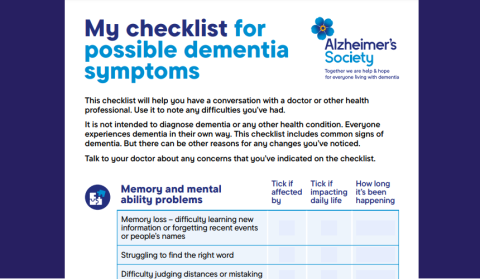 My checklist for
possible dementia
symptoms
Alzheimer's
Society
Together we are help & hope
for everyone living with dementia
This checklist will help you have a conversation with a doctor or other health
professional. Use it to note any difficulties you've had.
It is not intended to diagnose dementia or any other health condition. Everyone
experiences dementia in their own way. This checklist includes common signs of
dementia. But there can be other reasons for any changes you've noticed.
Talk to your doctor about any concerns that you've indicated on the checklist.
Memory and mental
ability problems
Tick if
affected
by
Tick if
impacting
daily life
How long
it's been
happening
Memory loss – difficulty learning new
information or forgetting recent events
or people's names
Struggling to find the right word
Difficulty judging distances or mistaking